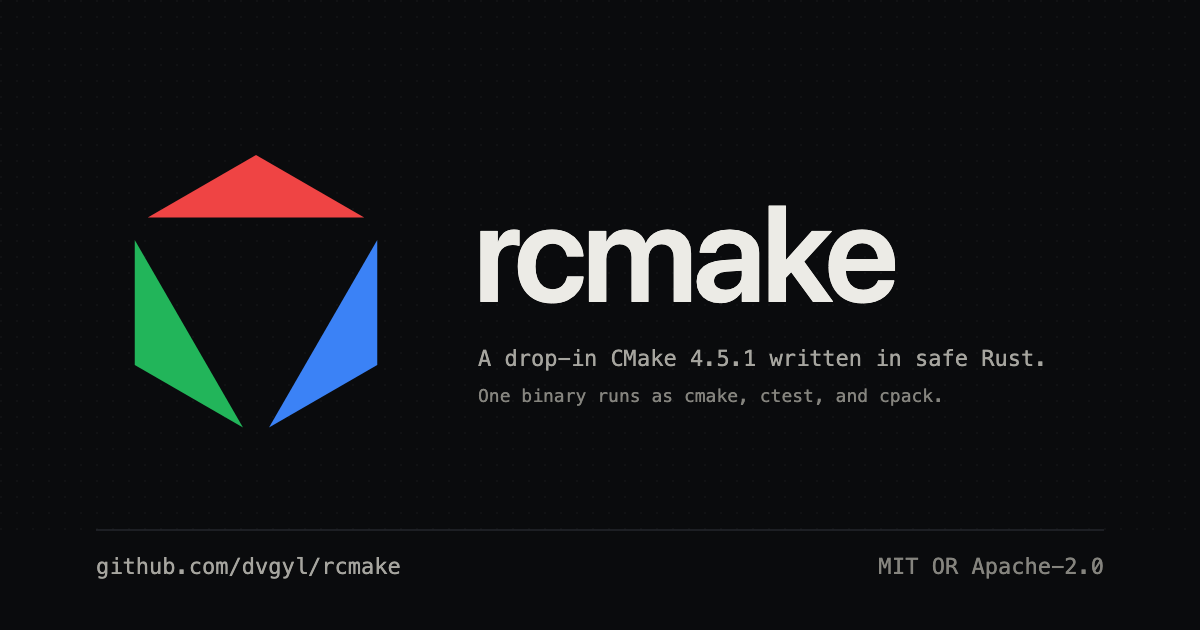 rcmake
A drop-in CMake 4.5.1 written in safe Rust.
One binary runs as cmake, ctest, and cpack.
github.com/dvgyl/rcmake
MIT OR Apache-2.0